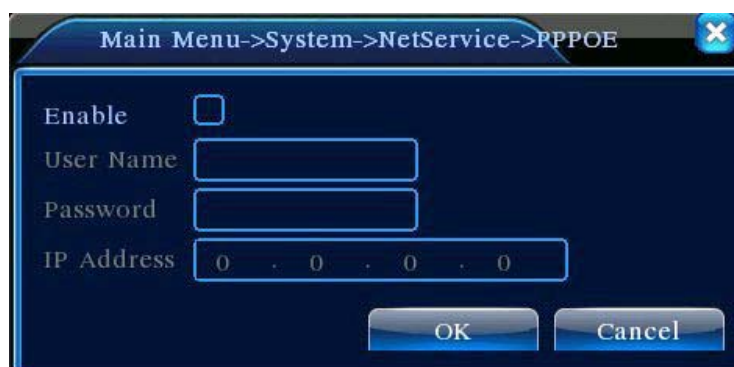 Main Menu->System->NetService->PPPOE
Enable
User Name
Password
IP Address 0 . 0 . 0 . 0
OK Cancel